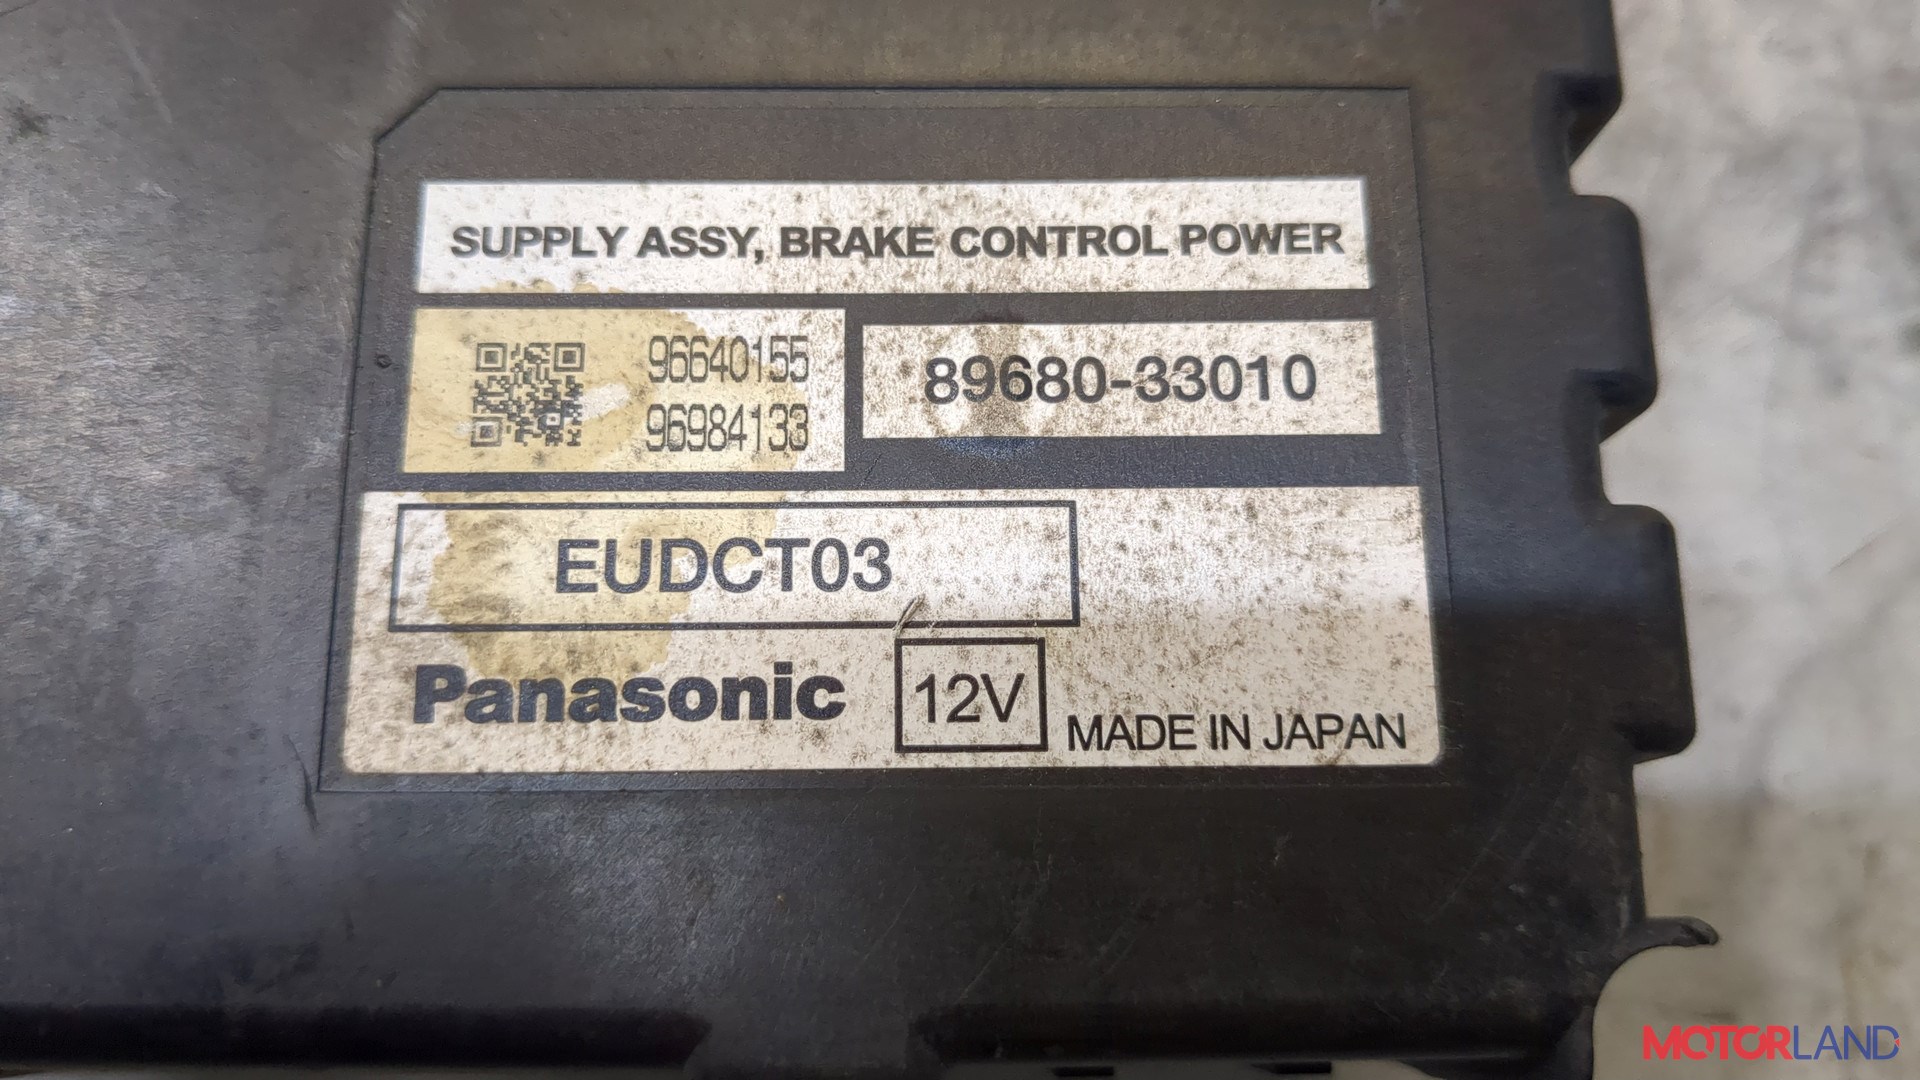 SUPPLY ASSY, BRAKE CONTROL POWER
96640155
96984133
89680-33010
EUDCT03
Panasonic
12V
MADE IN JAPAN
MOTORLAND